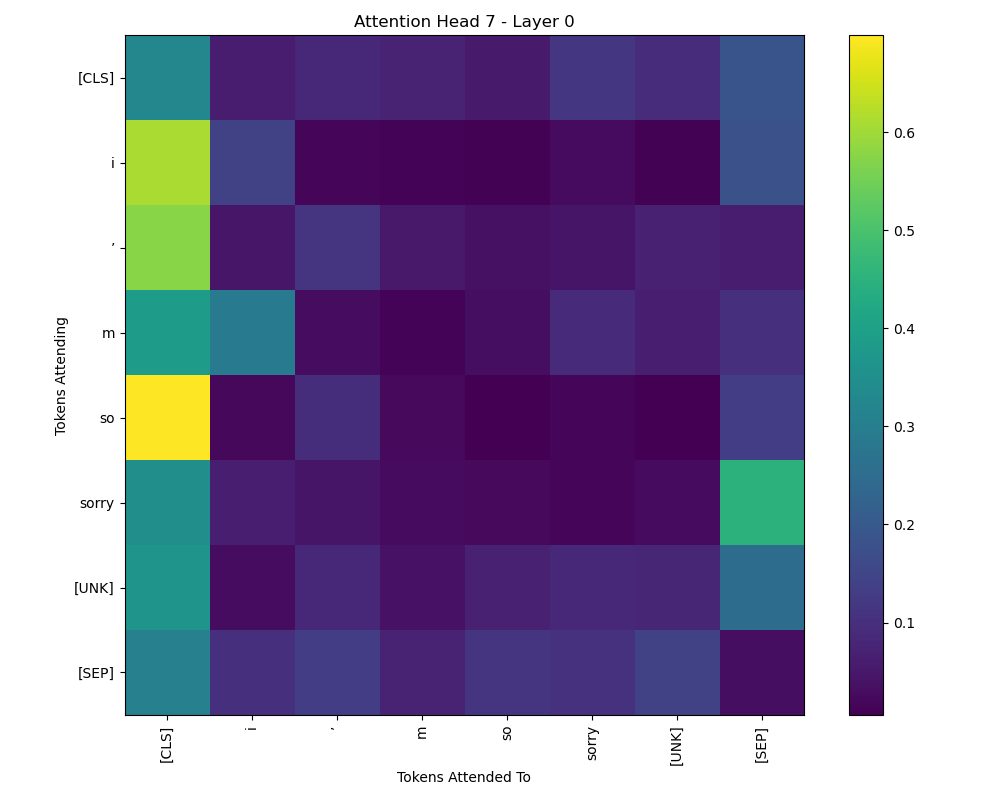 Attention Head 7 - Layer 0
Tokens Attending
[CLS]
i
’
m
so
sorry
[UNK]
[SEP]
[CLS]
i
’
m
so
sorry
[UNK]
[SEP]
Tokens Attended To
0.6
0.5
0.4
0.3
0.2
0.1